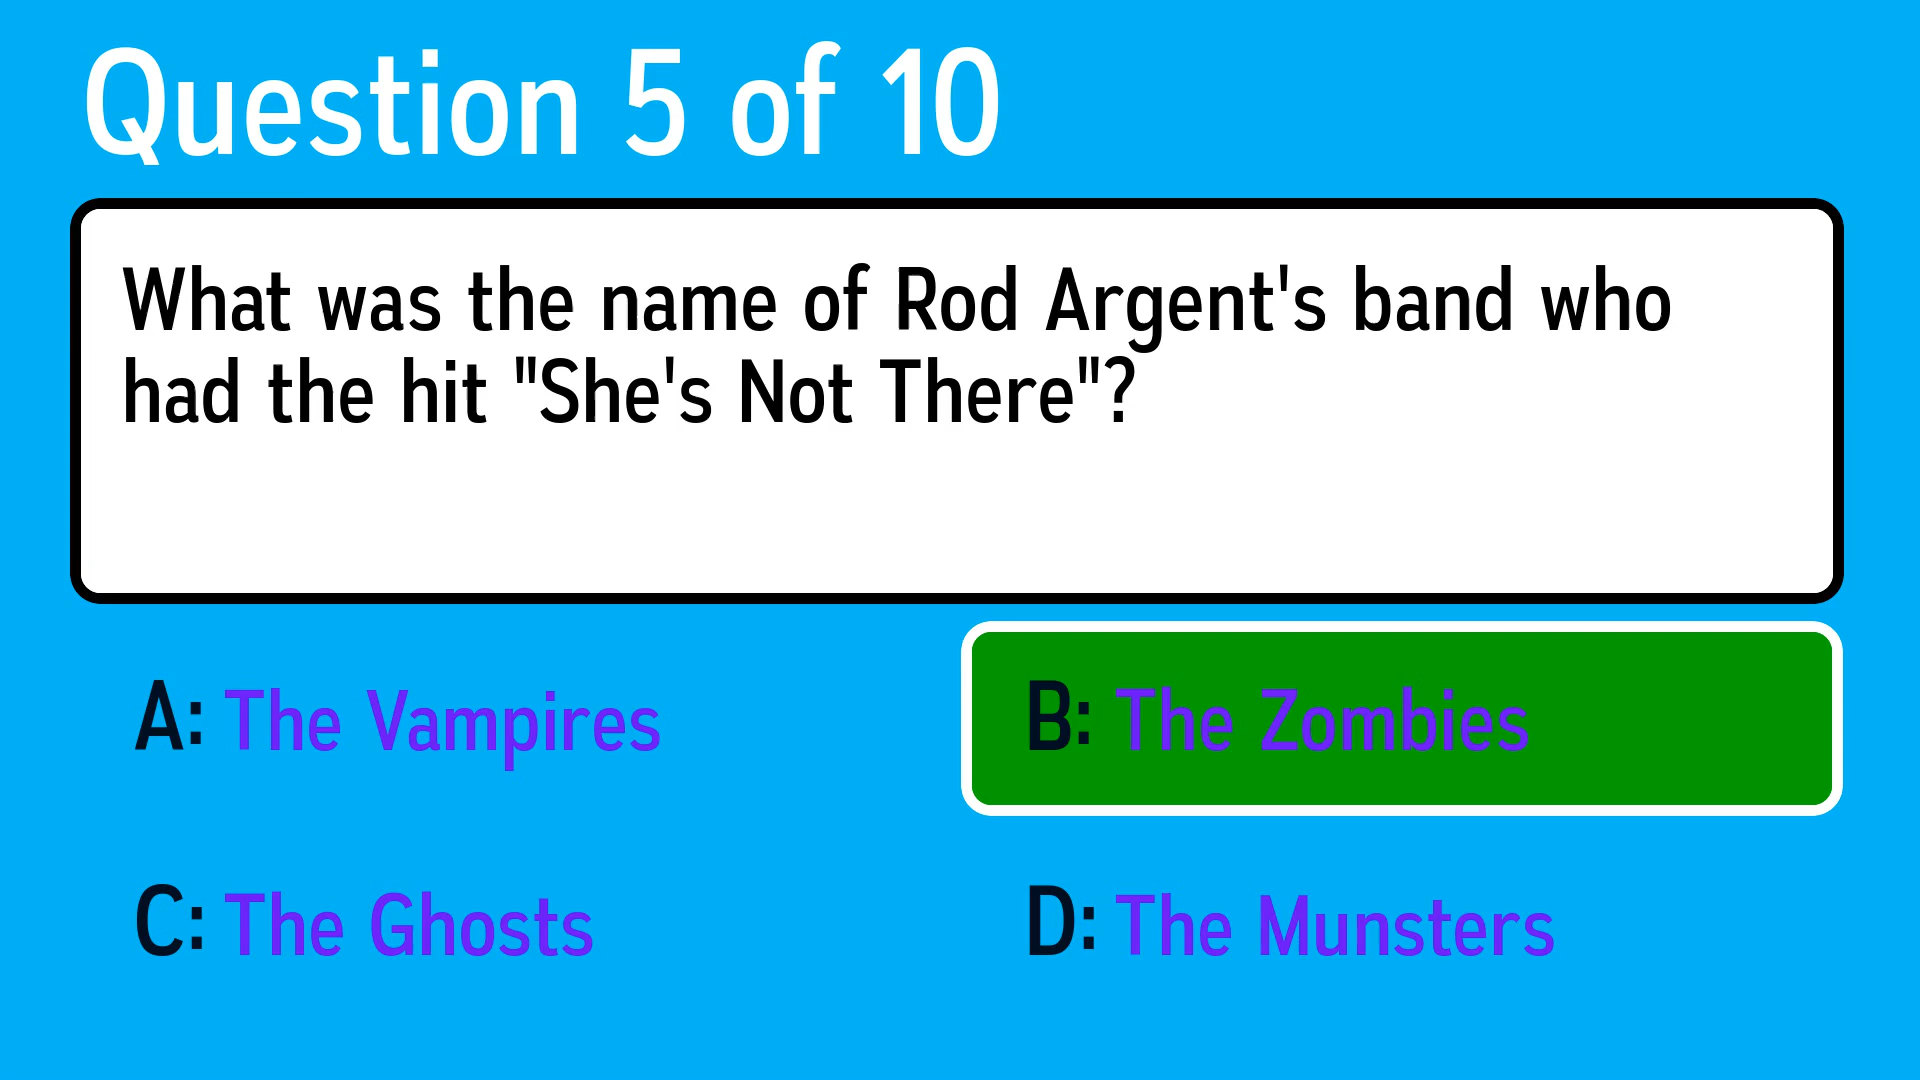 Question 5 of 10
What was the name of Rod Argent's band who
had the hit "She's Not There"?
A: The Vampires
B: The Zombies
C: The Ghosts
D: The Munsters